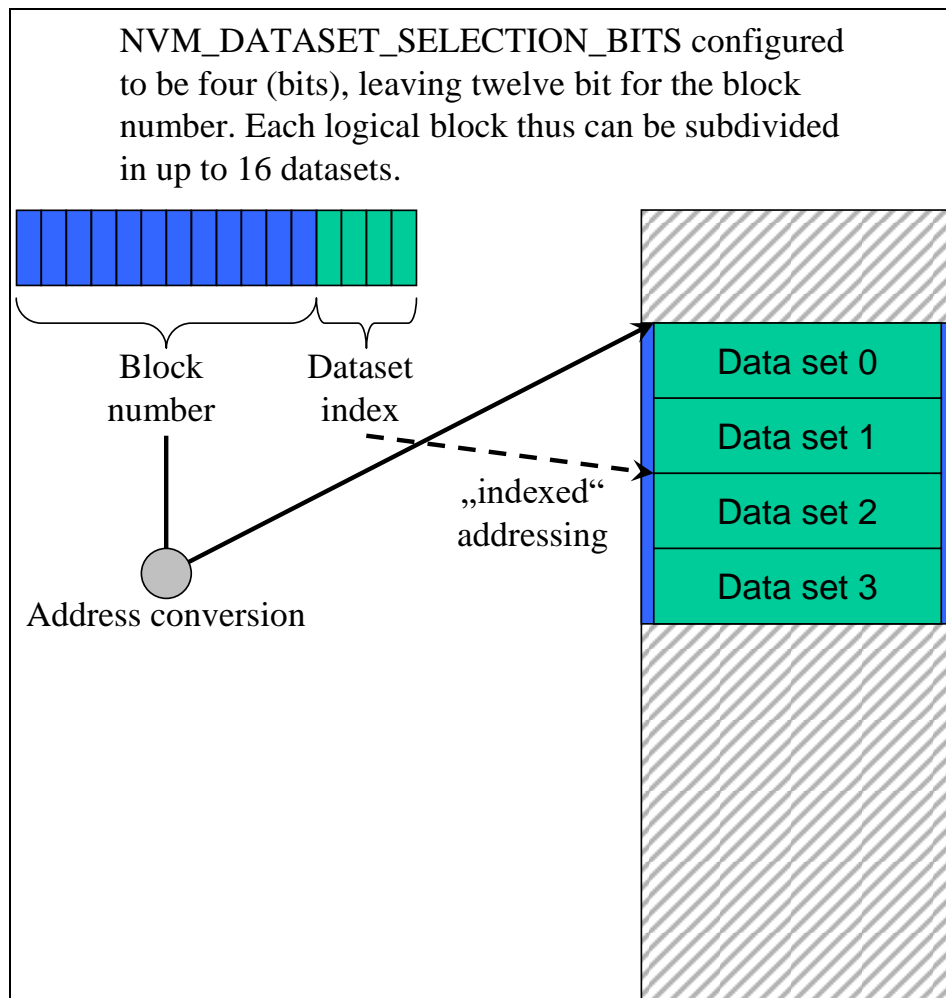 NVM_DATASET_SELECTION_BITS configured
to be four (bits), leaving twelve bit for the block
number. Each logical block thus can be subdivided
in up to 16 datasets.
Block
number
Dataset
index
„indexed“
addressing
Address conversion
Data set 0
Data set 1
Data set 2
Data set 3